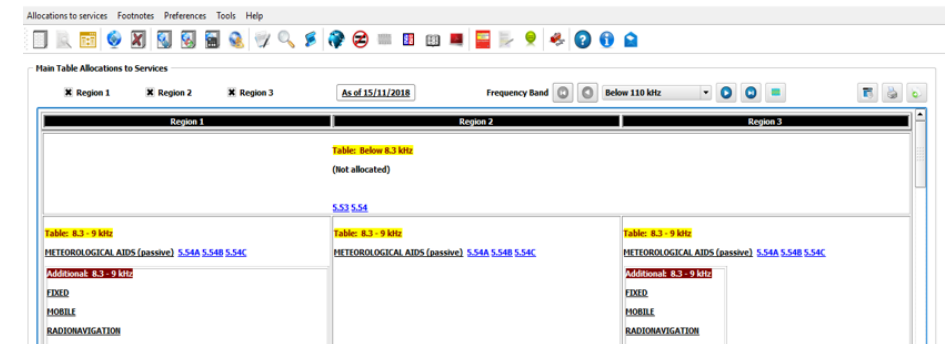 Allocations to services Footnotes Preferences Tools Help
Main Table Allocations to Services
Region 1 Region 2 Region 3 As of 15/11/2018 Frequency Band Below 110 kHz
Region 1 Region 2 Region 3
Table: Below 8.3 kHz
(Not allocated)
5.53 5.54
Table: 8.3 - 9 kHz Table: 8.3 - 9 kHz Table: 8.3 - 9 kHz
METEOROLOGICAL AIDS (passive) 5.54A 5.54B 5.54C METEOROLOGICAL AIDS (passive) 5.54A 5.54B 5.54C METEOROLOGICAL AIDS (passive) 5.54A 5.54B 5.54C
Additional: 8.3 - 9 kHz Additional: 8.3 - 9 kHz
FIXED FIXED
MOBILE MOBILE
RADIONAVIGATION RADIONAVIGATION